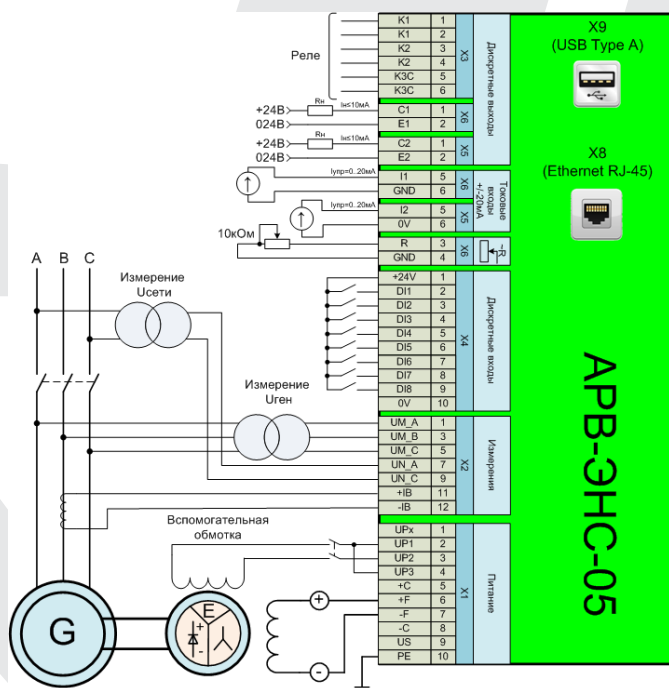 Реле
K1 1
K1 2
K2 3
K2 4
K3C 5
K3C 6
X3
Дискретные выходы
+24В
Rн
Iн≤10мА
024В
C1 1
E1 2
X6
+24В
Rн
Iн≤10мА
024В
C2 1
E2 2
X5
Iупр=0..20мА
I1 5
GND 6
X6
Токовые входы +/-20мА
Iупр=0..20мА
I2 5
0V 6
X5
10кОм
R 3
GND 4
X6
~R
+24V 1
DI1 2
DI2 3
DI3 4
DI4 5
DI5 6
DI6 7
DI7 8
DI8 9
0V 10
X4
Дискретные входы
A B C
Измерение
Uсети
Измерение
Uген
UM_A 1
UM_B 3
UM_C 5
UN_A 7
UN_C 9
+IB 11
-IB 12
X2
Измерения
Вспомогательная
обмотка
UPx 1
UP1 2
UP2 3
UP3 4
+C 5
+F 6
-F 7
-C 8
US 9
PE 10
X1
Питание
G
E
+
-
+
-
X9
(USB Type A)
X8
(Ethernet RJ-45)
АРВ-ЭНС-05